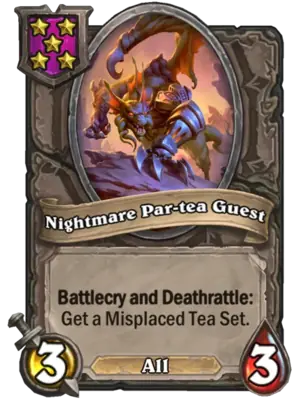 Nightmare Par-tea Guest
Battlecry and Deathrattle:
Get a Misplaced Tea Set.
3
All
3